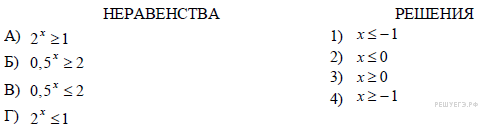 НЕРАВЕНСТВА РЕШЕНИЯ
А) 2^x ≥ 1 1) x ≤ −1
Б) 0,5^x ≥ 2 2) x ≤ 0
В) 0,5^x ≤ 2 3) x ≥ 0
Г) 2^x ≤ 1 4) x ≥ −1
РЕШУЕГЭ.РФ